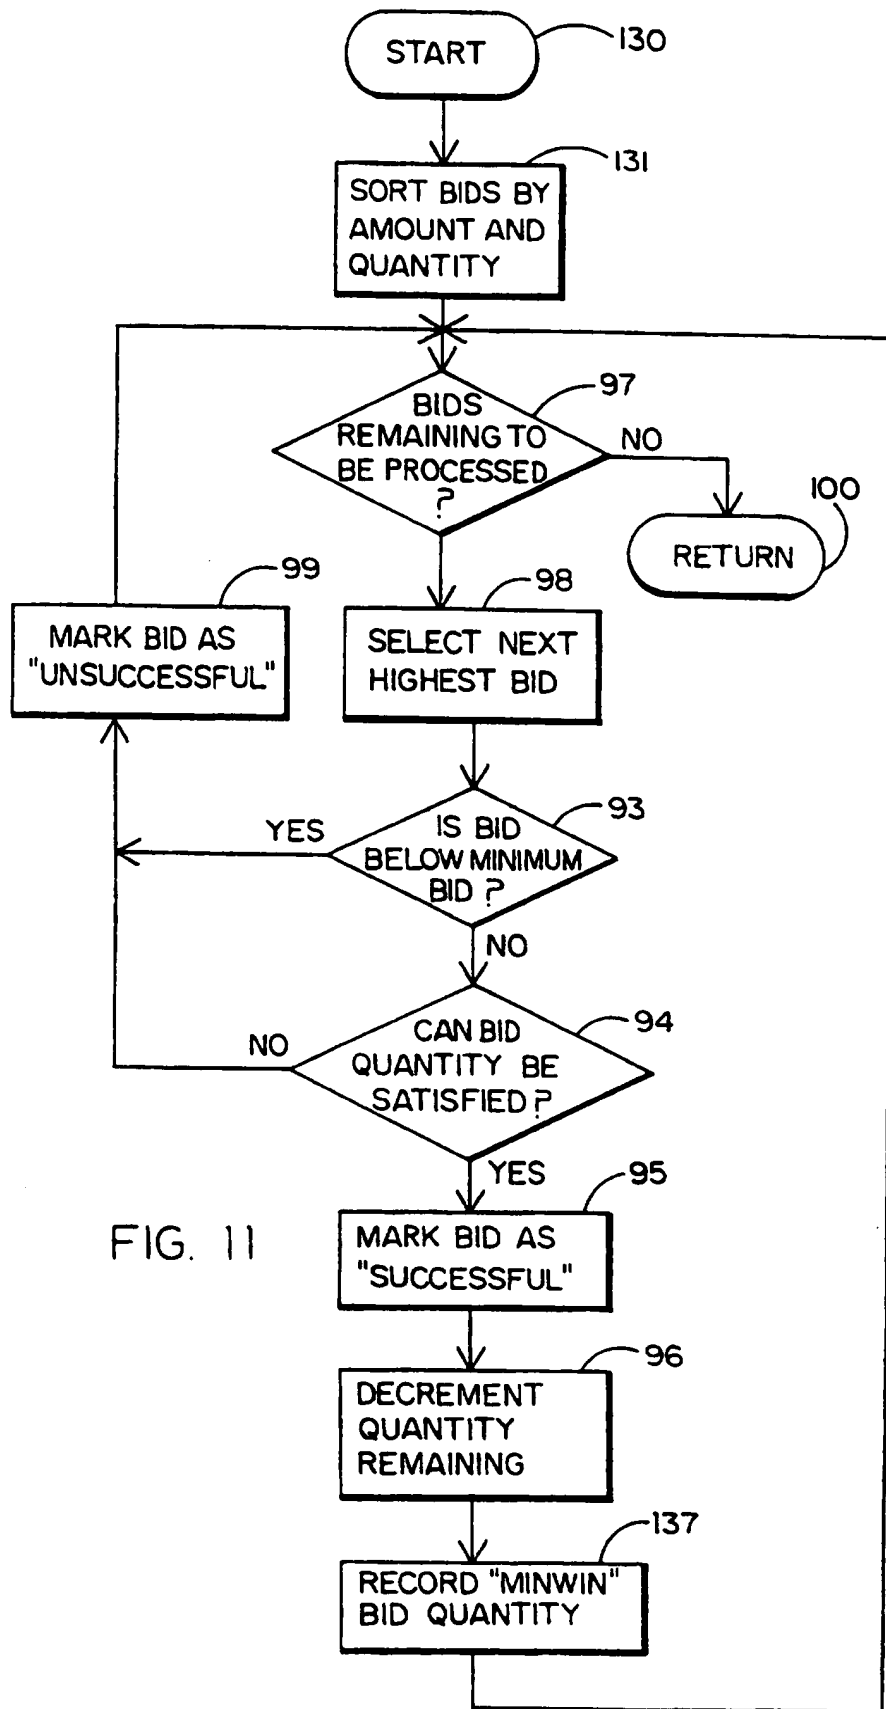 START
130
131
SORT BIDS BY
AMOUNT AND
QUANTITY
97
BIDS
REMAINING TO
BE PROCESSED
?
NO
100
RETURN
99
MARK BID AS
"UNSUCCESSFUL"
98
SELECT NEXT
HIGHEST BID
93
YES
IS BID
BELOW MINIMUM
BID ?
NO
94
NO
CAN BID
QUANTITY BE
SATISFIED?
YES
95
FIG. 11
MARK BID AS
"SUCCESSFUL"
96
DECREMENT
QUANTITY
REMAINING
137
RECORD "MINWIN"
BID QUANTITY